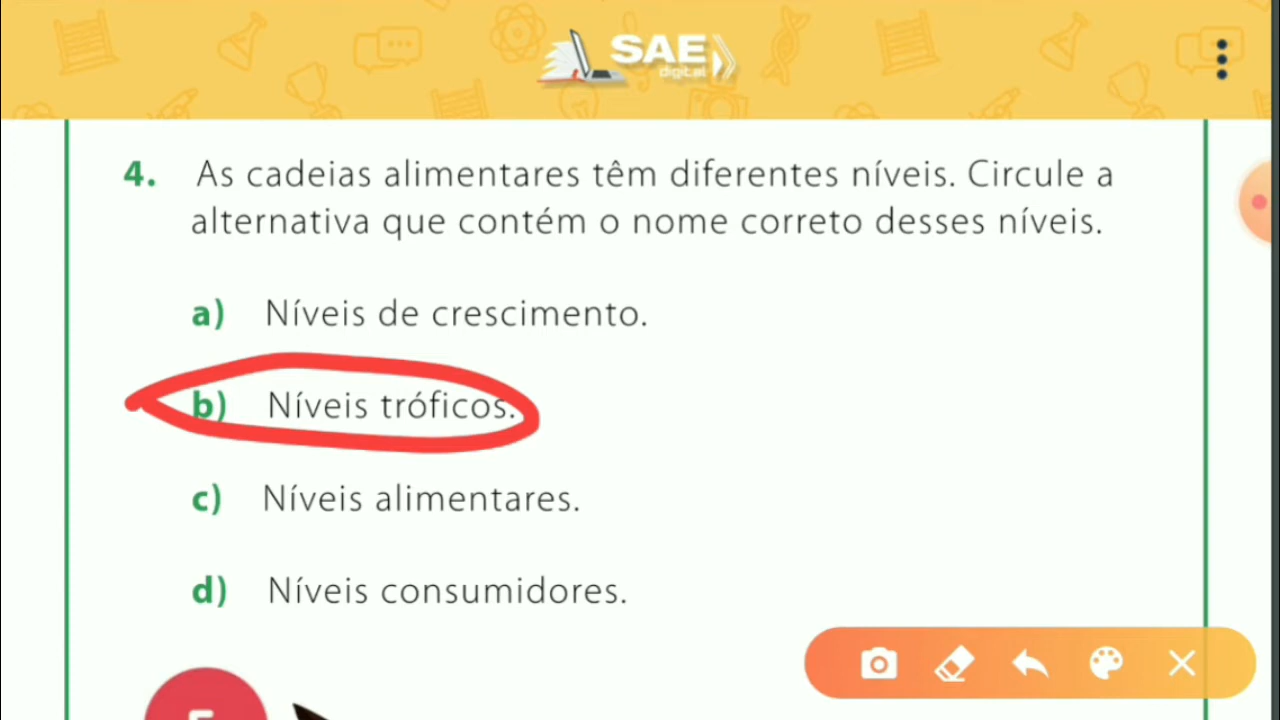 SAE
digital
4. As cadeias alimentares têm diferentes níveis. Circule a
alternativa que contém o nome correto desses níveis.
a) Níveis de crescimento.
b) Níveis tróficos.
c) Níveis alimentares.
d) Níveis consumidores.